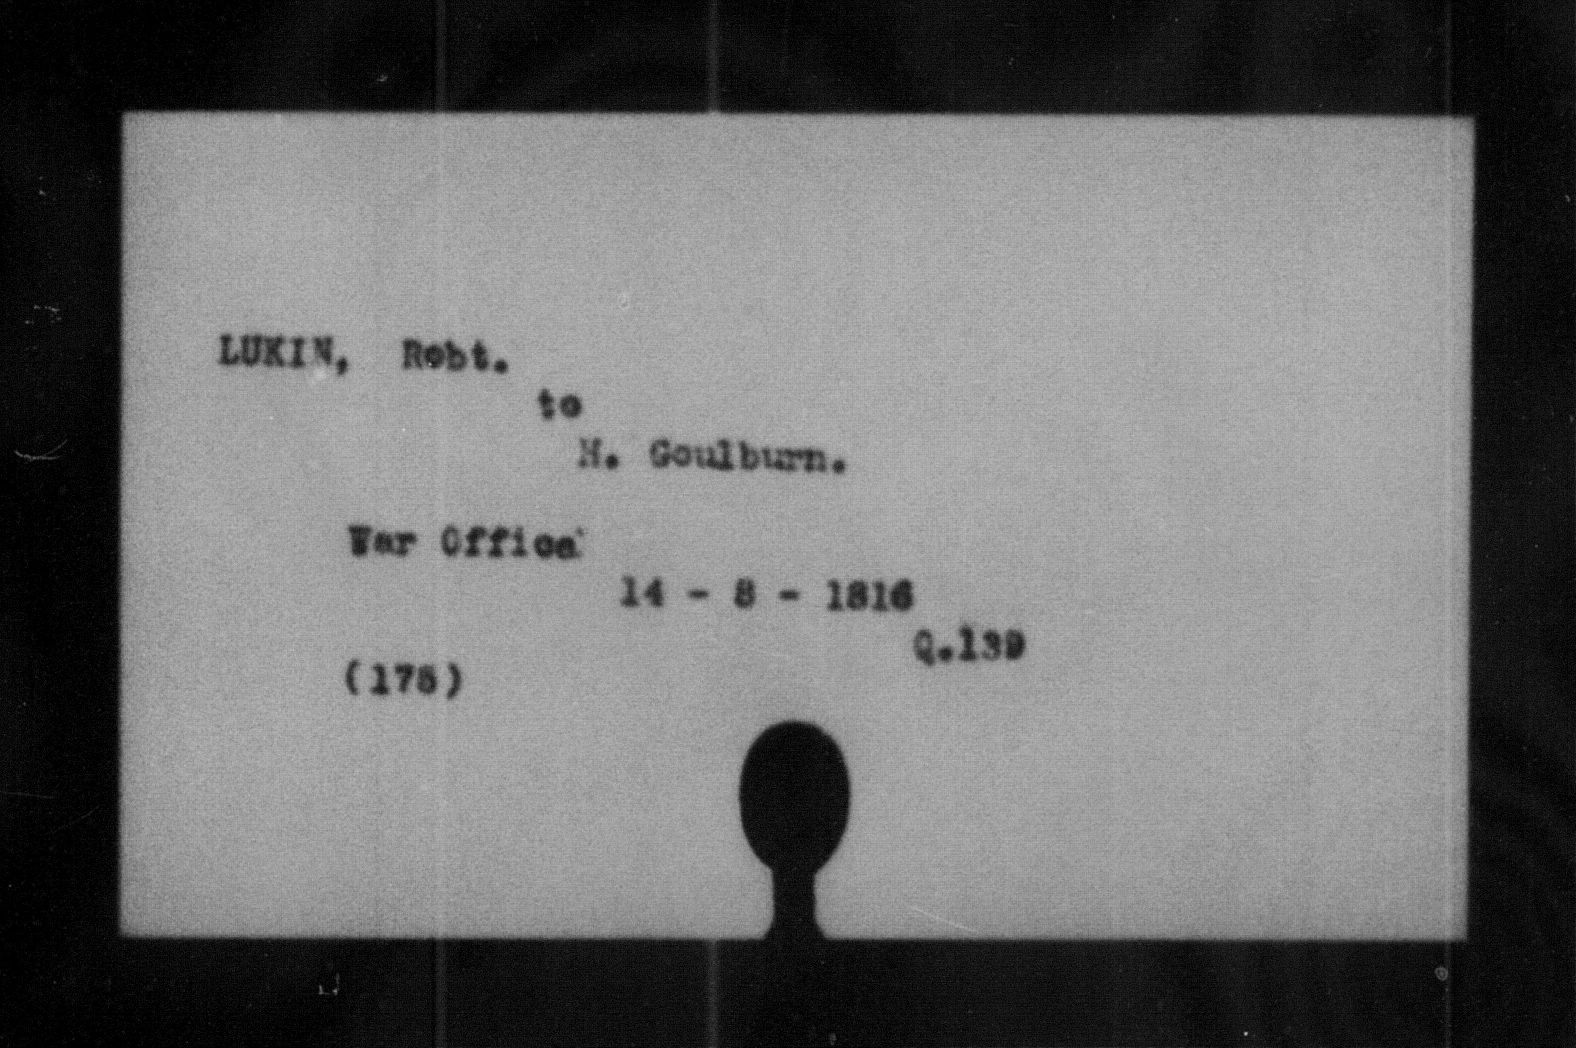 LUKIN, Robt.
to
H. Goulburn.
War Office
14 - 8 - 1816
Q.139
(175)